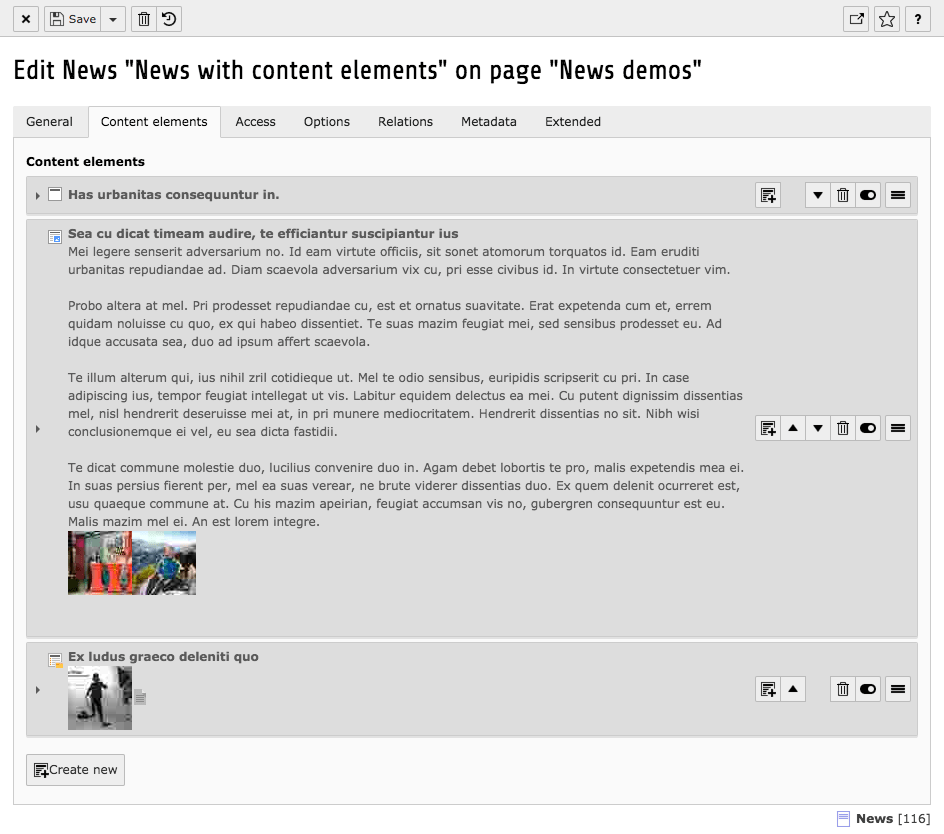 Save
?
Edit News "News with content elements" on page "News demos"
General Content elements Access Options Relations Metadata Extended
Content elements
Has urbanitas consequuntur in.
Sea cu dicat timeam audire, te efficiantur suscipiantur ius
Mei legere senserit adversarium no. Id eam virtute officiis, sit sonet atomorum torquatos id. Eam eruditi
urbanitas repudiandae ad. Diam scaevola adversarium vix cu, pri esse civibus id. In virtute consectetuer vim.
Probo altera at mel. Pri prodesset repudiandae cu, est et ornatus suavitate. Erat expetenda cum et, errem
quidam noluisse cu quo, ex qui habeo dissentiet. Te suas mazim feugiat mei, sed sensibus prodesset eu. Ad
idque accusata sea, duo ad ipsum affert scaevola.
Te illum alterum qui, ius nihil zril cotidieque ut. Mel te odio sensibus, euripidis scripserit cu pri. In case
adipiscing ius, tempor feugiat intellegat ut vis. Labitur equidem delectus ea mei. Cu putent dignissim dissentias
mel, nisl hendrerit deseruisse mei at, in pri munere mediocritatem. Hendrerit dissentias no sit. Nibh wisi
conclusionemque ei vel, eu sea dicta fastidii.
Te dicat commune molestie duo, lucilius convenire duo in. Agam debet lobortis te pro, malis expetendis mea ei.
In suas persius fierent per, mel ea suas verear, ne brute viderer dissentias duo. Ex quem delenit ocurreret est,
usu quaeque commune at. Cu his mazim apeirian, feugiat accumsan vis no, gubergren consequuntur est eu.
Malis mazim mel ei. An est lorem integre.
Ex ludus graeco deleniti quo
Create new
News [116]